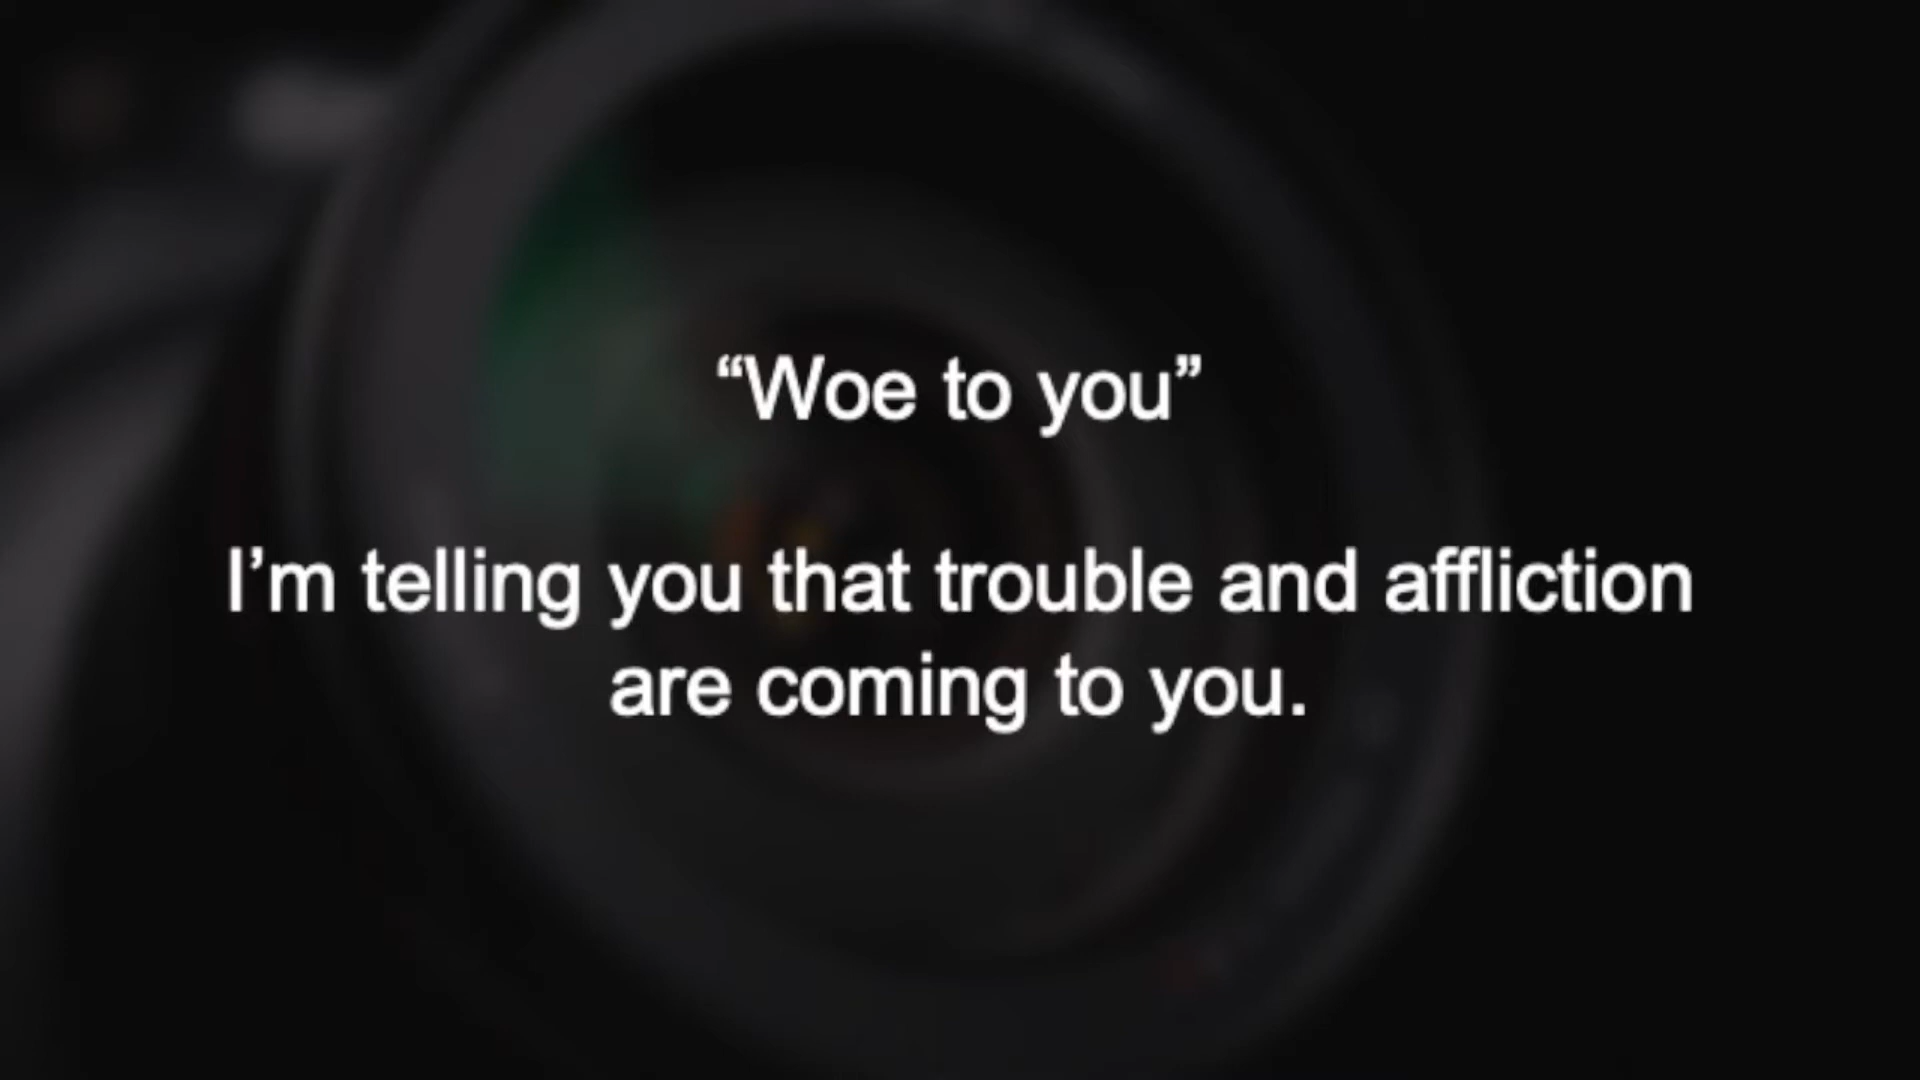 “Woe to you”
I’m telling you that trouble and affliction
are coming to you.